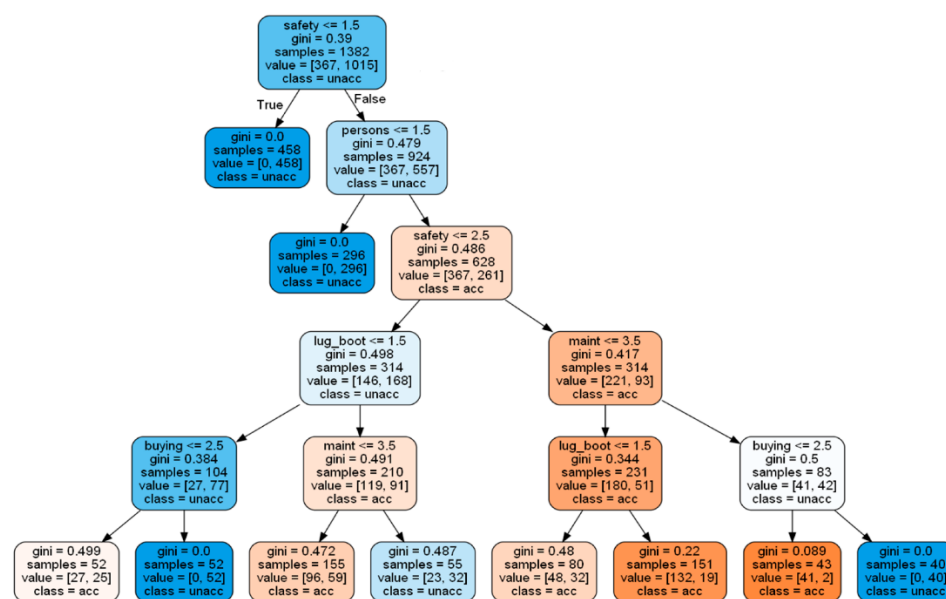 safety <= 1.5
gini = 0.39
samples = 1382
value = [367, 1015]
class = unacc
True
False
gini = 0.0
samples = 458
value = [0, 458]
class = unacc
persons <= 1.5
gini = 0.479
samples = 924
value = [367, 557]
class = unacc
gini = 0.0
samples = 296
value = [0, 296]
class = unacc
safety <= 2.5
gini = 0.486
samples = 628
value = [367, 261]
class = acc
lug_boot <= 1.5
gini = 0.498
samples = 314
value = [146, 168]
class = unacc
maint <= 3.5
gini = 0.417
samples = 314
value = [221, 93]
class = acc
buying <= 2.5
gini = 0.384
samples = 104
value = [27, 77]
class = unacc
maint <= 3.5
gini = 0.491
samples = 210
value = [119, 91]
class = acc
lug_boot <= 1.5
gini = 0.344
samples = 231
value = [180, 51]
class = acc
buying <= 2.5
gini = 0.5
samples = 83
value = [41, 42]
class = unacc
gini = 0.499
samples = 52
value = [27, 25]
class = acc
gini = 0.0
samples = 52
value = [0, 52]
class = unacc
gini = 0.472
samples = 155
value = [96, 59]
class = acc
gini = 0.487
samples = 55
value = [23, 32]
class = unacc
gini = 0.48
samples = 80
value = [48, 32]
class = acc
gini = 0.22
samples = 151
value = [132, 19]
class = acc
gini = 0.089
samples = 43
value = [41, 2]
class = acc
gini = 0.0
samples = 40
value = [0, 40]
class = unacc